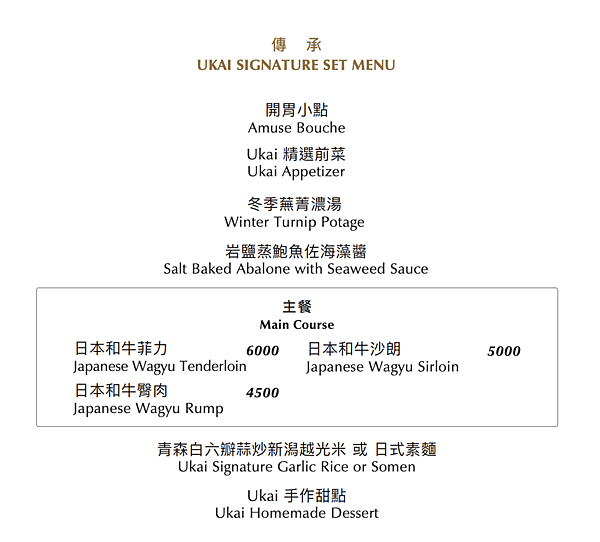 傳 承
UKAI SIGNATURE SET MENU
開胃小點
Amuse Bouche
Ukai 精選前菜
Ukai Appetizer
冬季蕪菁濃湯
Winter Turnip Potage
岩鹽蒸鮑魚佐海藻醬
Salt Baked Abalone with Seaweed Sauce
主餐
Main Course
日本和牛菲力 6000
Japanese Wagyu Tenderloin
日本和牛沙朗 5000
Japanese Wagyu Sirloin
日本和牛臀肉 4500
Japanese Wagyu Rump
青森白六瓣蒜炒新潟越光米 或 日式素麵
Ukai Signature Garlic Rice or Somen
Ukai 手作甜點
Ukai Homemade Dessert